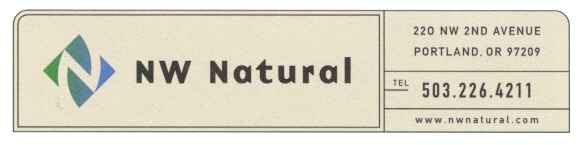 NW Natural
220 NW 2ND AVENUE
PORTLAND, OR 97209
TEL 503.226.4211
www.nwnatural.com